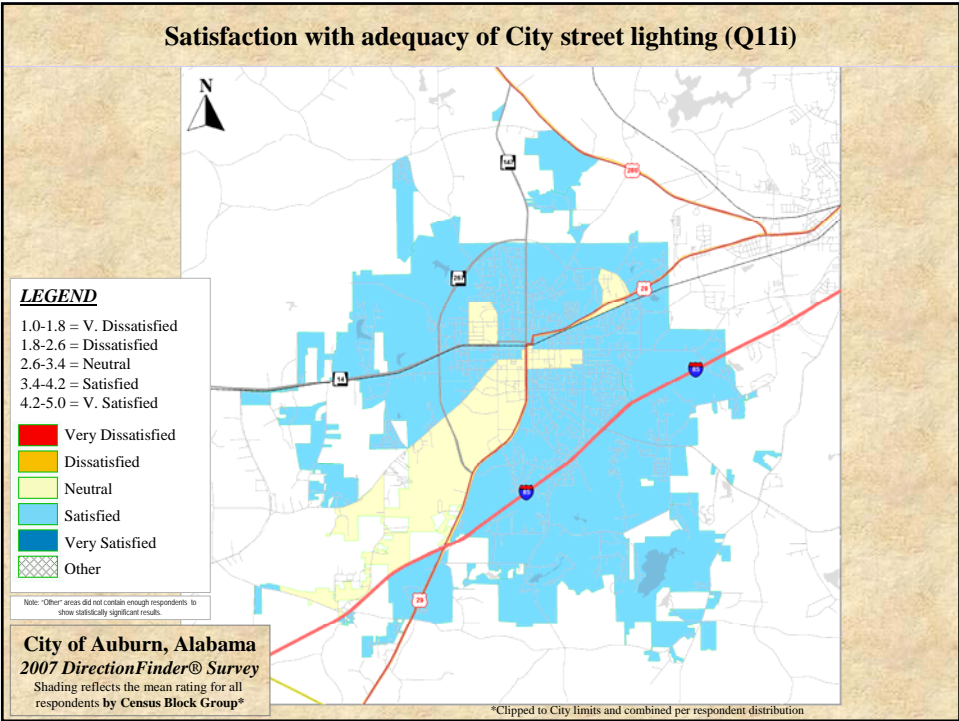 Satisfaction with adequacy of City street lighting (Q11i)
N
147
280
267
29
85
14
85
29
LEGEND
1.0-1.8 = V. Dissatisfied
1.8-2.6 = Dissatisfied
2.6-3.4 = Neutral
3.4-4.2 = Satisfied
4.2-5.0 = V. Satisfied
Very Dissatisfied
Dissatisfied
Neutral
Satisfied
Very Satisfied
Other
Note: "Other" areas did not contain enough respondents to
show statistically significant results.
City of Auburn, Alabama
2007 DirectionFinder® Survey
Shading reflects the mean rating for all
respondents by Census Block Group*
*Clipped to City limits and combined per respondent distribution